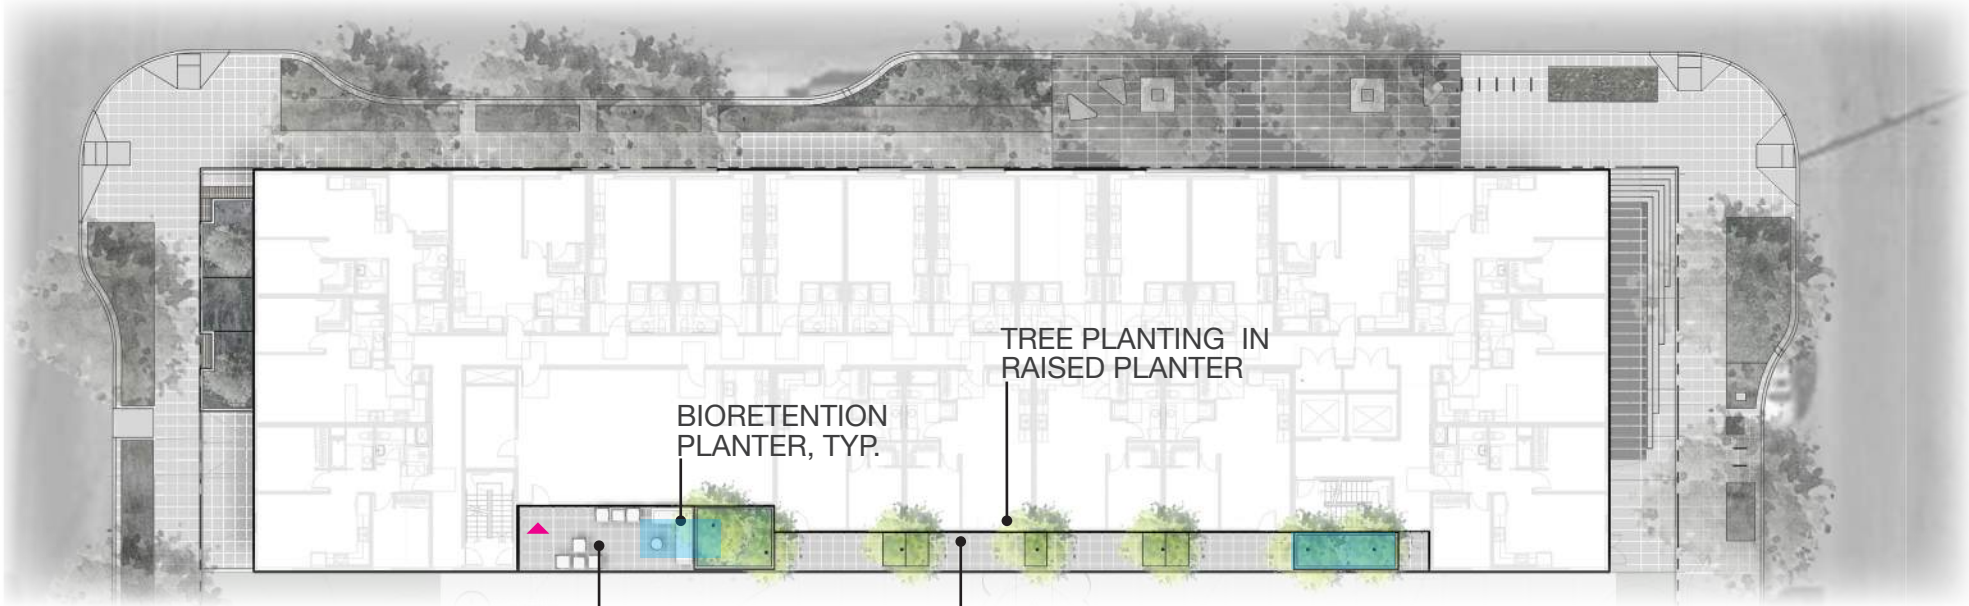 TREE PLANTING IN
RAISED PLANTER
BIORETENTION
PLANTER, TYP.